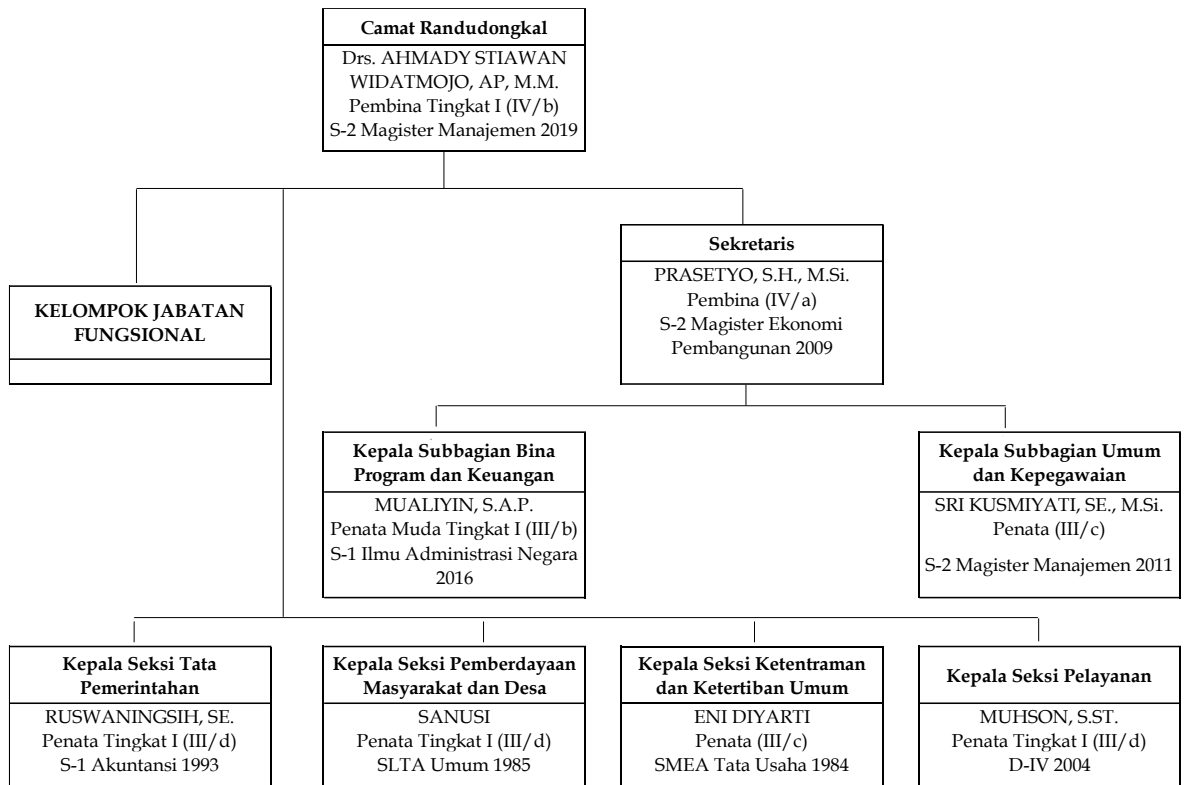 Camat Randudongkal
Drs. AHMADY STIAWAN
WIDATMOJO, AP, M.M.
Pembina Tingkat I (IV/b)
S-2 Magister Manajemen 2019
KELOMPOK JABATAN
FUNGSIONAL
Sekretaris
PRASETYO, S.H., M.Si.
Pembina (IV/a)
S-2 Magister Ekonomi
Pembangunan 2009
Kepala Subbagian Bina
Program dan Keuangan
MUALIYIN, S.A.P.
Penata Muda Tingkat I (III/b)
S-1 Ilmu Administrasi Negara
2016
Kepala Subbagian Umum
dan Kepegawaian
SRI KUSMIYATI, SE., M.Si.
Penata (III/c)
S-2 Magister Manajemen 2011
Kepala Seksi Tata
Pemerintahan
RUSWANINGSIH, SE.
Penata Tingkat I (III/d)
S-1 Akuntansi 1993
Kepala Seksi Pemberdayaan
Masyarakat dan Desa
SANUSI
Penata Tingkat I (III/d)
SLTA Umum 1985
Kepala Seksi Ketentraman
dan Ketertiban Umum
ENI DIYARTI
Penata (III/c)
SMEA Tata Usaha 1984
Kepala Seksi Pelayanan
MUHSON, S.ST.
Penata Tingkat I (III/d)
D-IV 2004